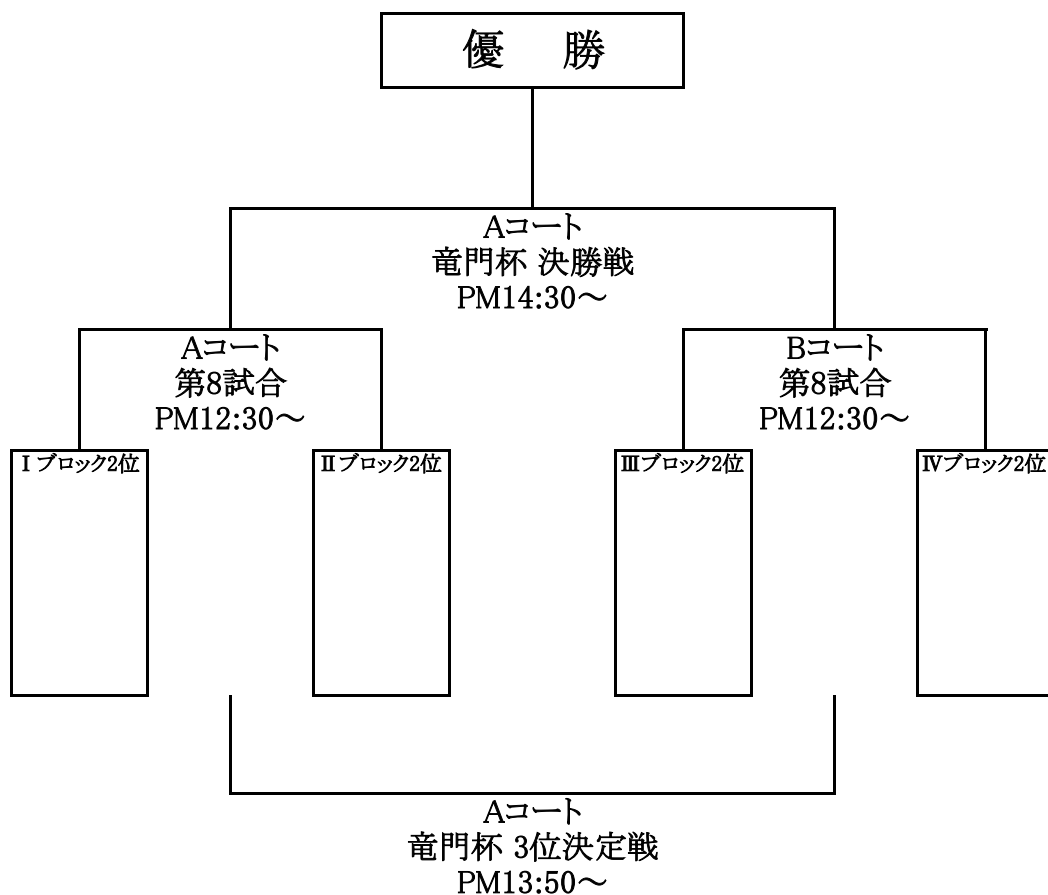 優 勝
Aコート
竜門杯 決勝戦
PM14:30～
Aコート
第8試合
PM12:30～
Bコート
第8試合
PM12:30～
Ⅰブロック2位
Ⅱブロック2位
Ⅲブロック2位
Ⅳブロック2位
Aコート
竜門杯 3位決定戦
PM13:50～